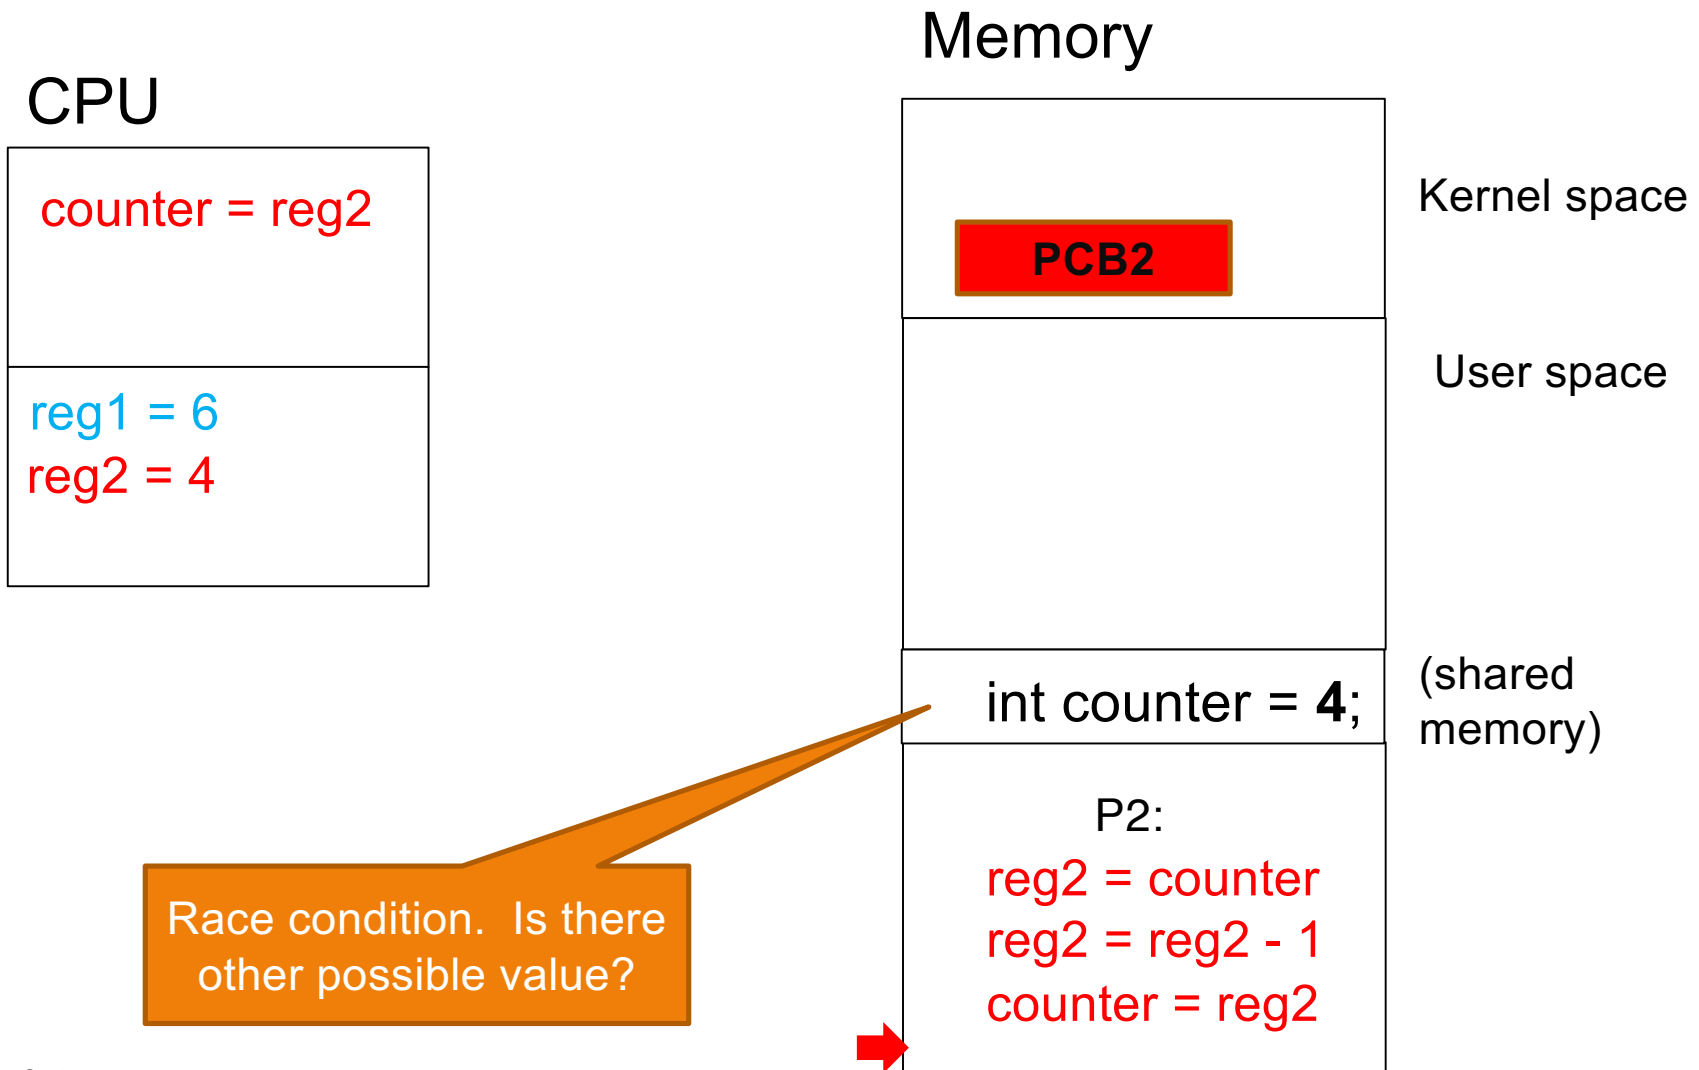 Memory
CPU
counter = reg2
Kernel space
PCB2
User space
reg1 = 6
reg2 = 4
(shared
memory)
int counter = 4;
P2:
reg2 = counter
reg2 = reg2 - 1
counter = reg2
Race condition.  Is there
other possible value?